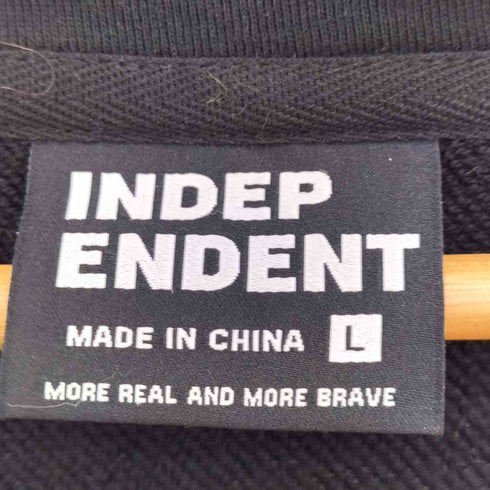 INDEP
ENDENT
MADE IN CHINA L
MORE REAL AND MORE BRAVE